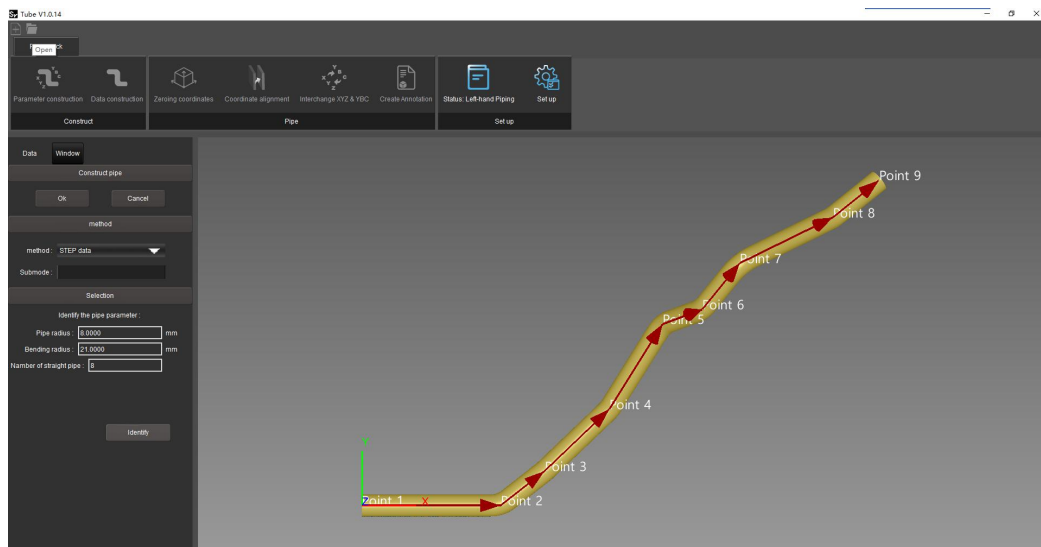 Tube V1.0.14
Open
Parameter construction Data construction Zeroing coordinates Coordinate alignment Interchange XYZ & YBC Create Annotation Status: Left-hand Piping Set up
Construct Pipe Set up
Data Window
Construct pipe
Ok Cancel
method
method : STEP data
Submode :
Selection
Identify the pipe parameter :
Pipe radius : 8.0000 mm
Bending radius : 21.0000 mm
Namber of straight pipe : 8
Identify
Point 9
Point 8
Point 7
Point 6
Point 5
Point 4
Y
Point 3
Point 1 X Point 2
Z